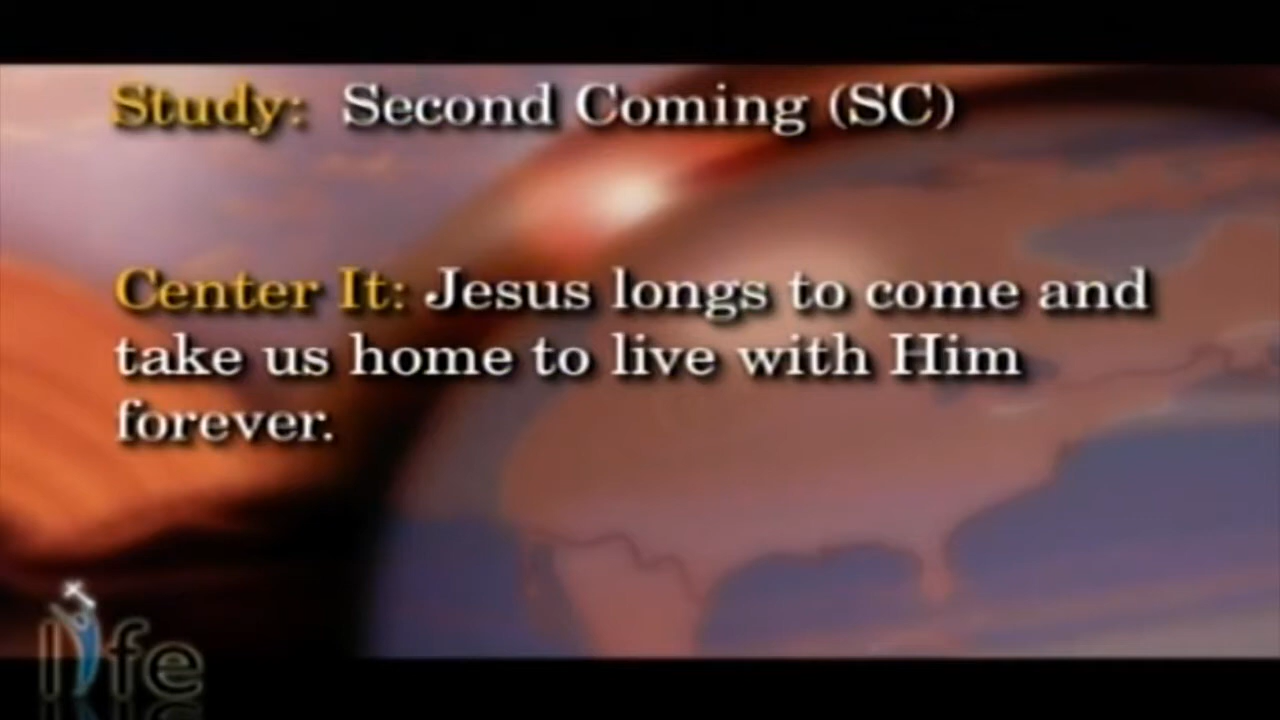 Study: Second Coming (SC)
Center It: Jesus longs to come and
take us home to live with Him
forever.
life